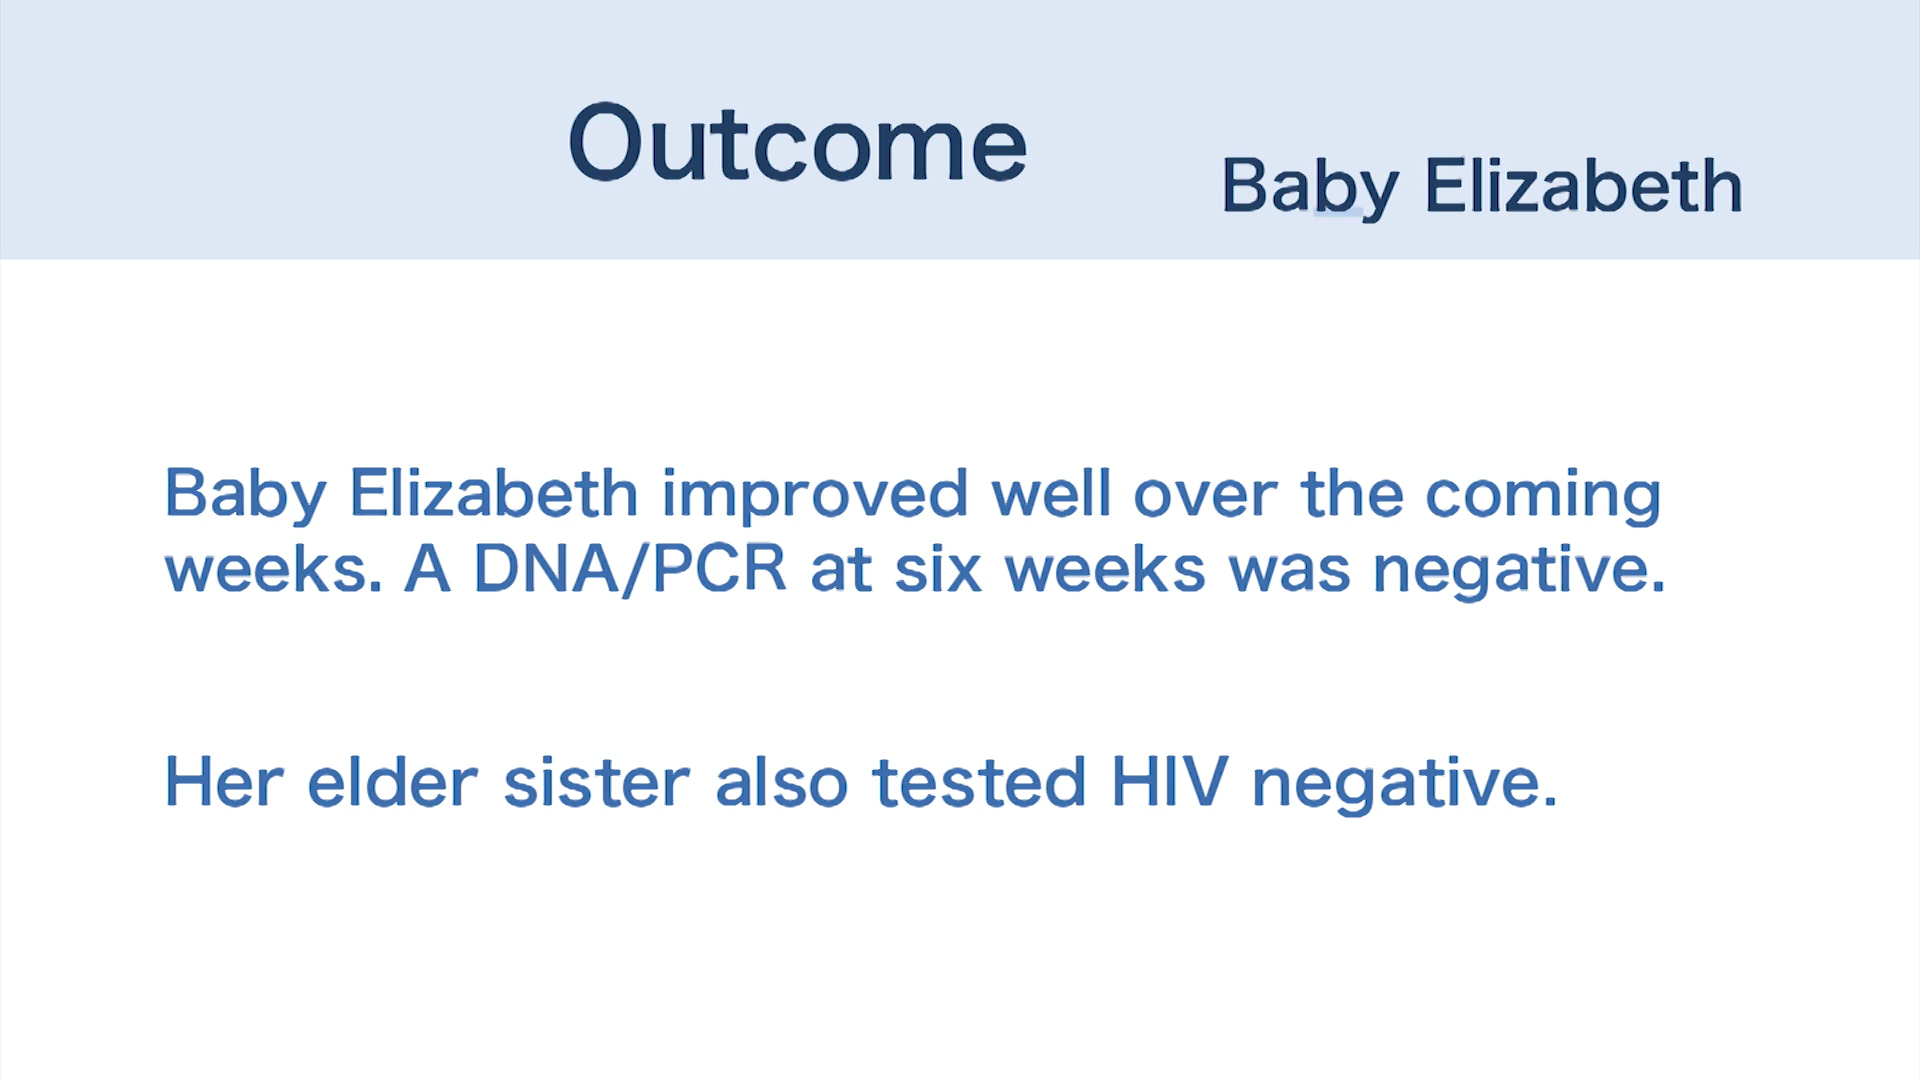 Outcome
Baby Elizabeth
Baby Elizabeth improved well over the coming
weeks. A DNA/PCR at six weeks was negative.
Her elder sister also tested HIV negative.